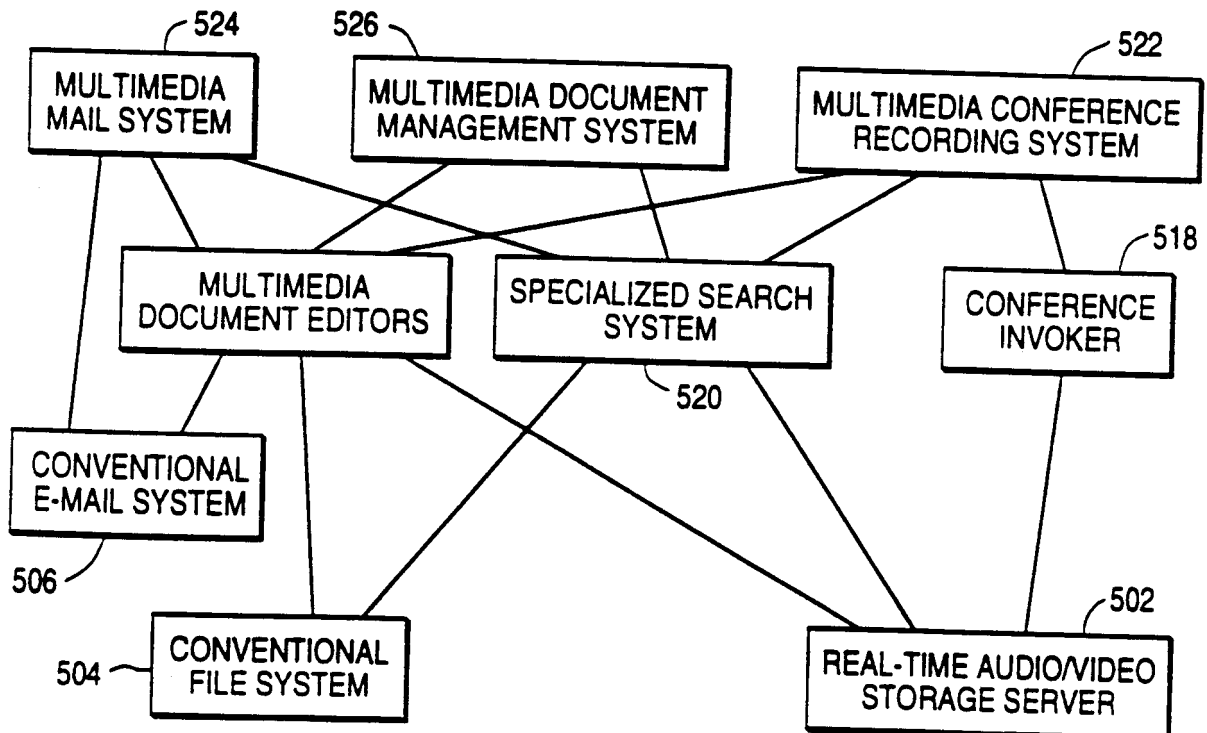 524
526
522
MULTIMEDIA
MAIL SYSTEM
MULTIMEDIA DOCUMENT
MANAGEMENT SYSTEM
MULTIMEDIA CONFERENCE
RECORDING SYSTEM
518
MULTIMEDIA
DOCUMENT EDITORS
SPECIALIZED SEARCH
SYSTEM
CONFERENCE
INVOKER
520
CONVENTIONAL
E-MAIL SYSTEM
506
502
504
CONVENTIONAL
FILE SYSTEM
REAL-TIME AUDIO/VIDEO
STORAGE SERVER